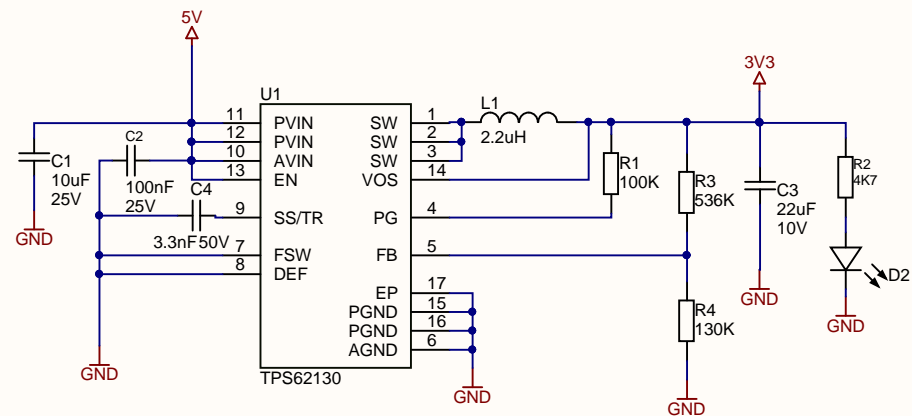 5V
3V3
U1
TPS62130
11 PVIN
12 PVIN
10 AVIN
13 EN
9 SS/TR
7 FSW
8 DEF
SW 1
SW 2
SW 3
VOS 14
PG 4
FB 5
EP 17
PGND 15
PGND 16
AGND 6
C1
10uF
25V
GND
C2
100nF
25V
C4
3.3nF50V
GND
L1
2.2uH
R1
100K
R3
536K
R4
130K
GND
GND
C3
22uF
10V
GND
R2
4K7
D2
GND